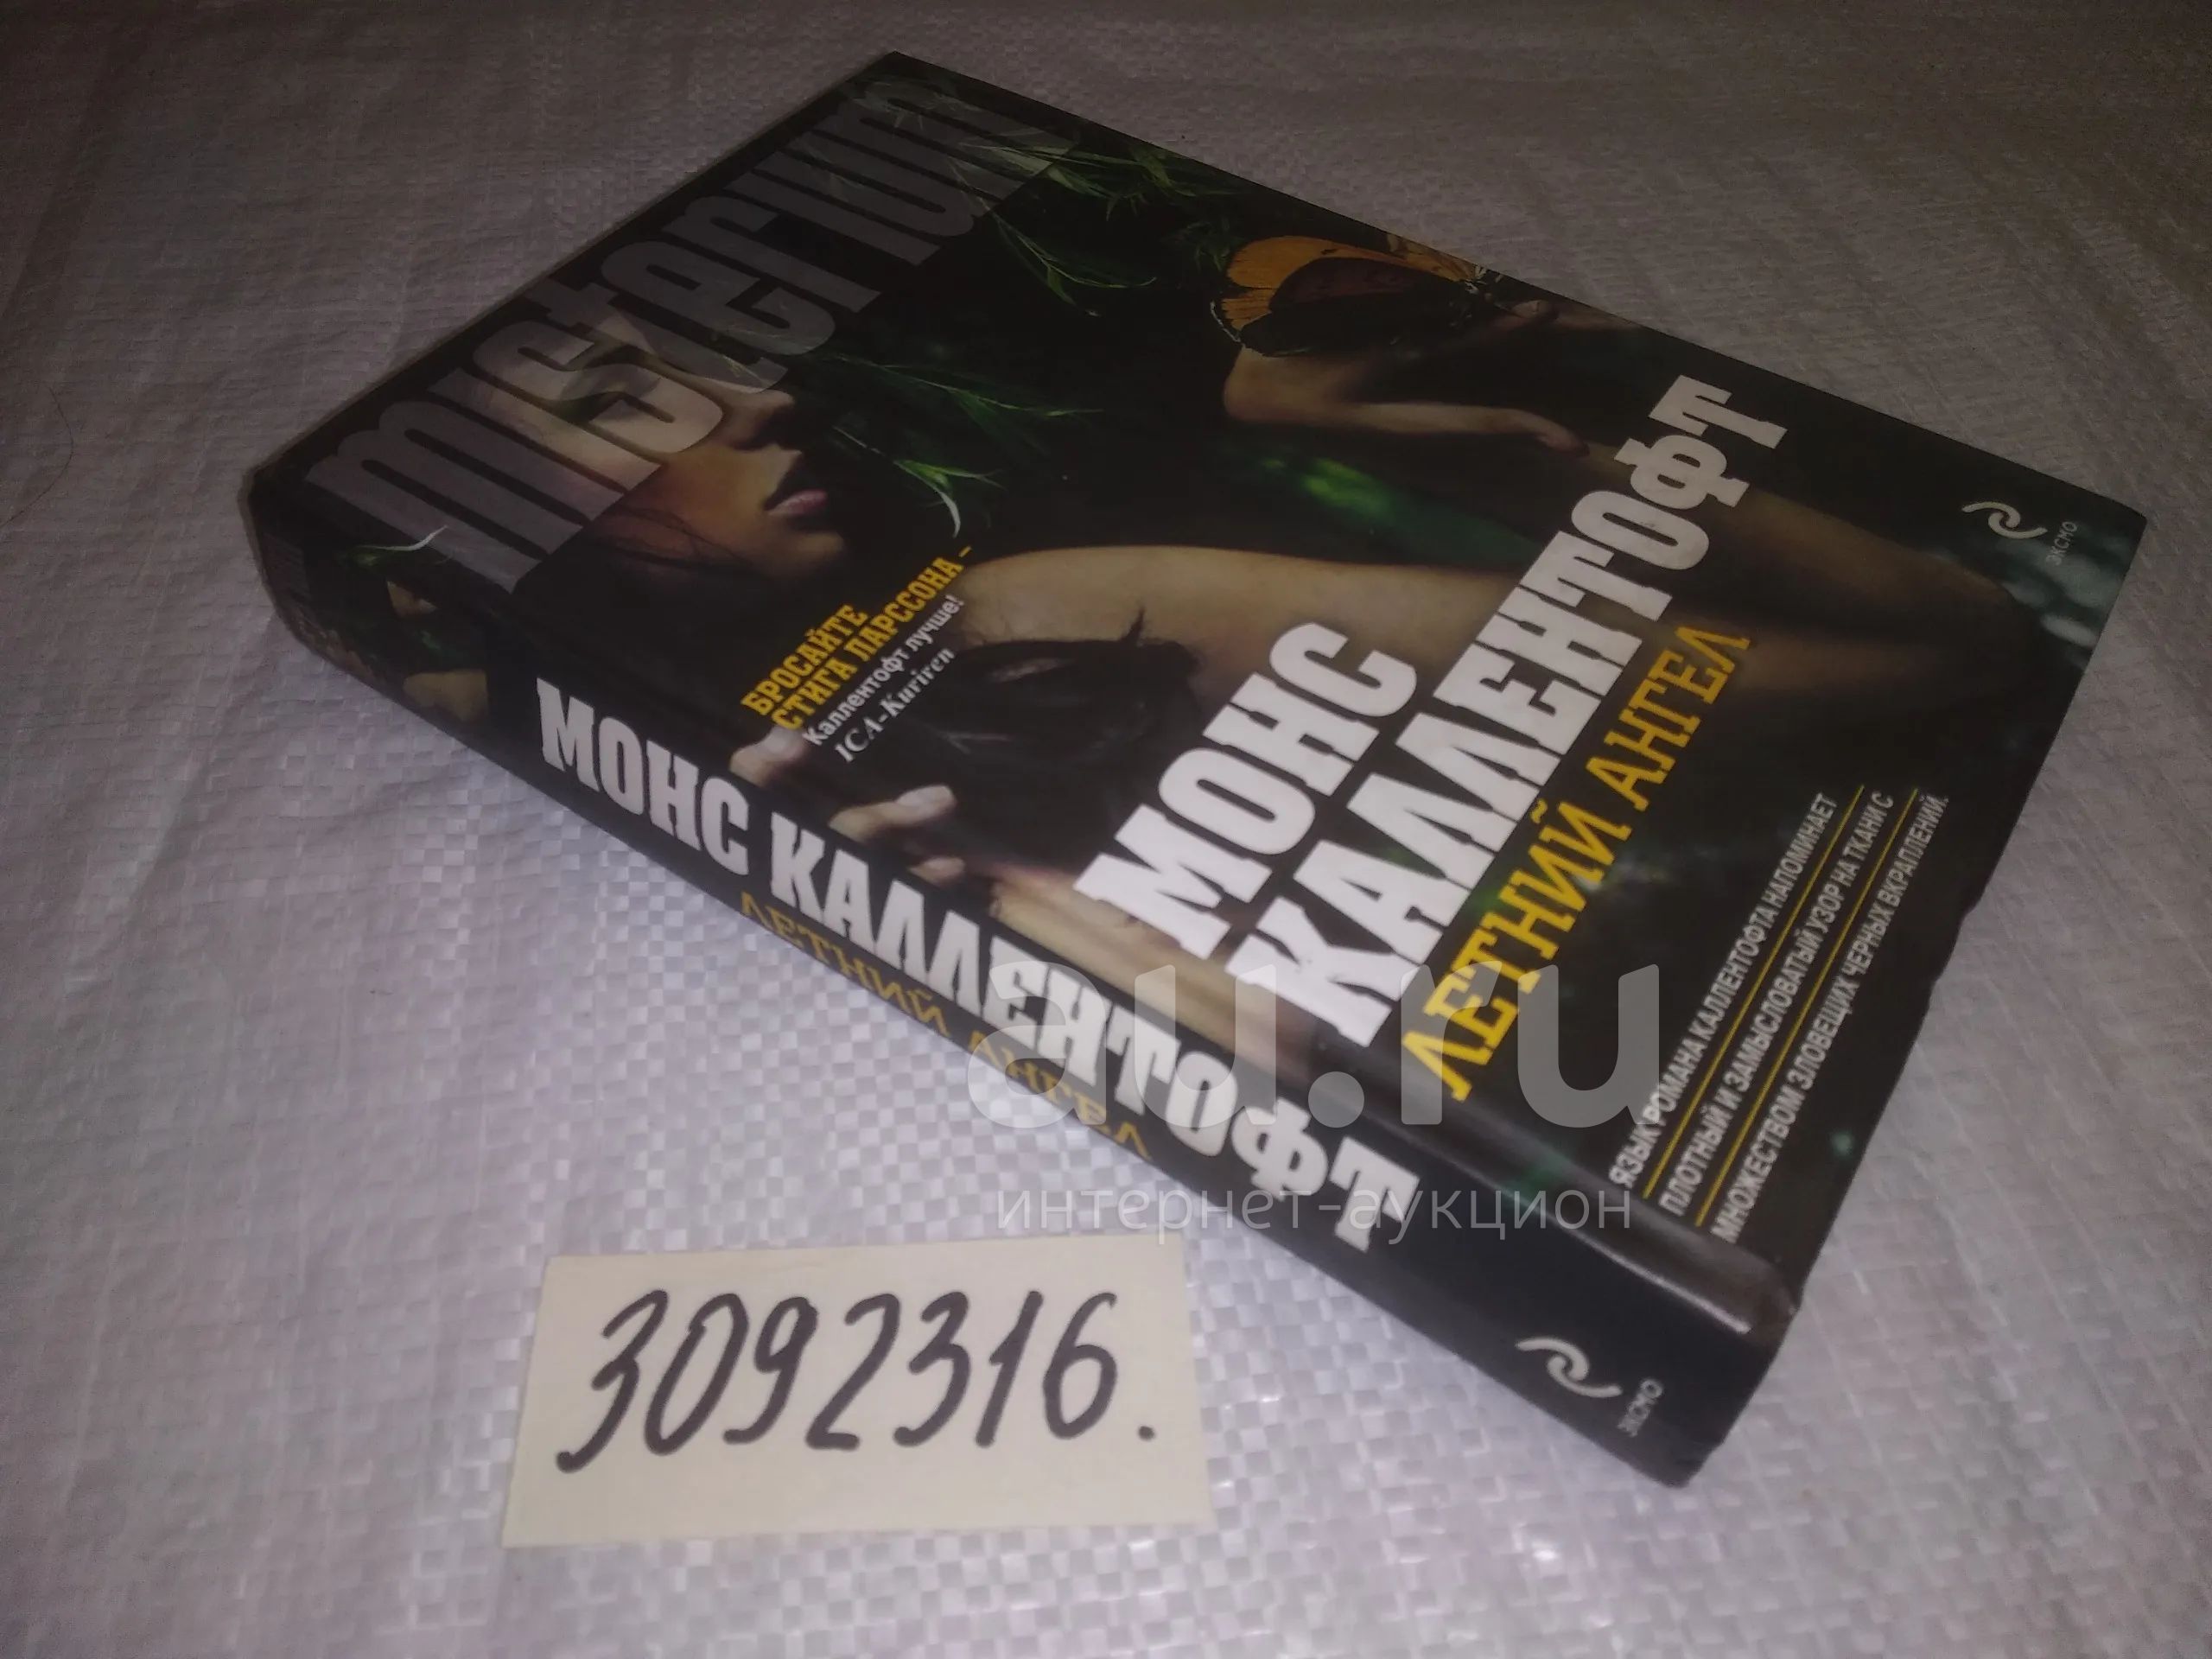 misterium
БРОСАЙТЕ
СТИГА ЛАРССОНА –
Каллентофт лучше!
ICA-Kuriren
МОНС
КАЛЛЕНТОФТ
ЛЕТНИЙ АНГЕЛ
ЯЗЫК РОМАНА КАЛЛЕНТОФТА НАПОМИНАЕТ
ПЛОТНЫЙ И ЗАМЫСЛОВАТЫЙ УЗОР НА ТКАНИ С
МНОЖЕСТВОМ ЗЛОВЕЩИХ ЧЕРНЫХ ВКРАПЛЕНИЙ.
ЭКСМО
МОНС КАЛЛЕНТОФТ
ЛЕТНИЙ АНГЕЛ
ЭКСМО
au.ru
интернет-аукцион
3092316.